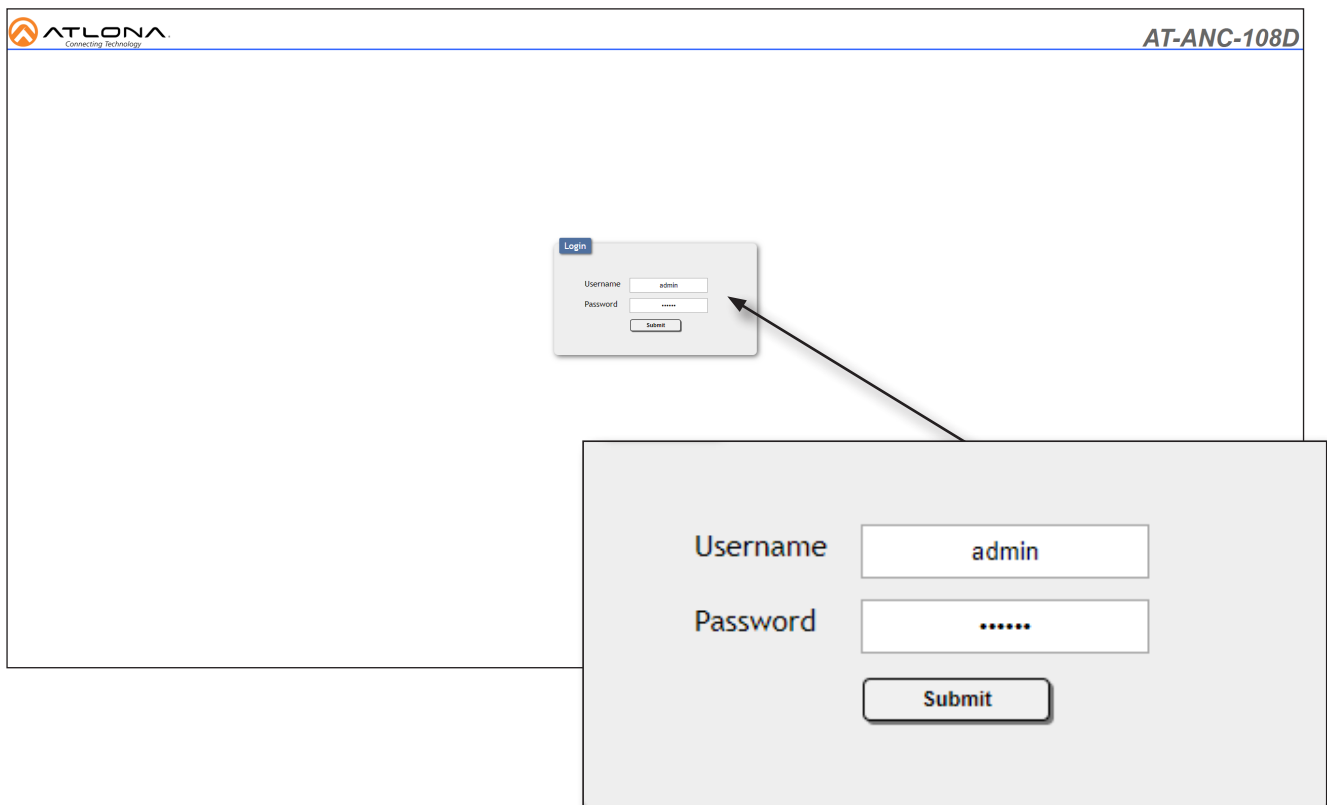 ATLONA.
Connecting Technology
AT-ANC-108D
Login
Username admin
Password ••••••
Submit
Username admin
Password ••••••
Submit